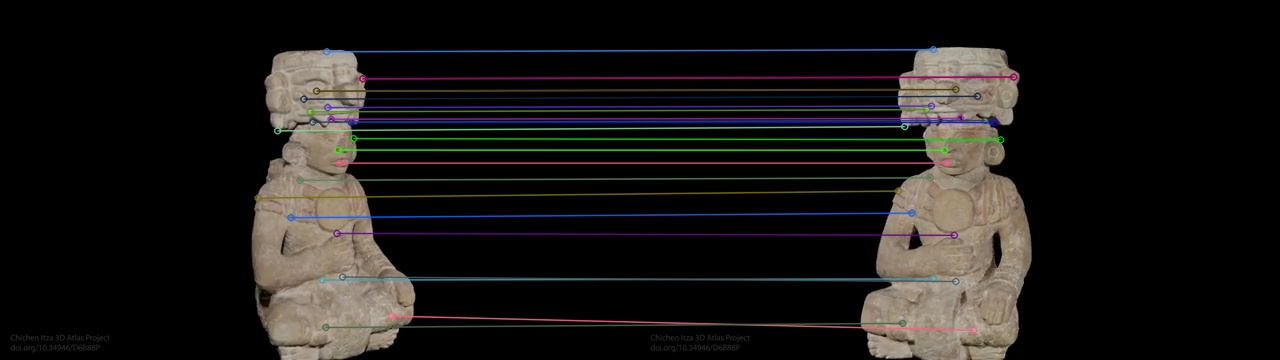 Chichen Itza 3D Atlas Project
doi.org/10.34946/D6B88P
Chichen Itza 3D Atlas Project
doi.org/10.34946/D6B88P